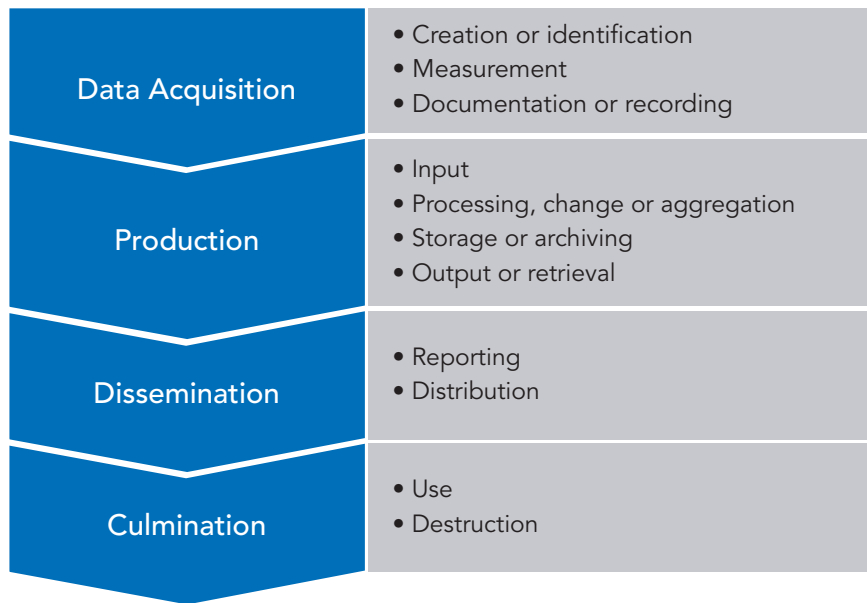 Data Acquisition
• Creation or identification
• Measurement
• Documentation or recording
Production
• Input
• Processing, change or aggregation
• Storage or archiving
• Output or retrieval
Dissemination
• Reporting
• Distribution
Culmination
• Use
• Destruction